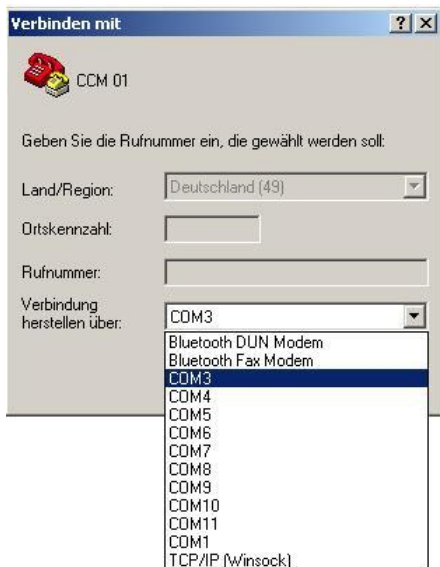 Verbinden mit
CCM 01
Geben Sie die Rufnummer ein, die gewählt werden soll:
Land/Region:
Deutschland (49)
Ortskennzahl:
Rufnummer:
Verbindung
herstellen über:
COM3
Bluetooth DUN Modem
Bluetooth Fax Modem
COM3
COM4
COM5
COM6
COM7
COM8
COM9
COM10
COM11
COM1
TCP/IP (Winsock)